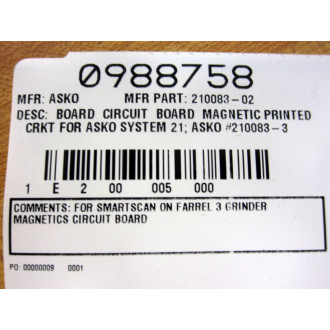 0988758
MFR: ASKO MFR PART: 210083-02
DESC: BOARD CIRCUIT BOARD MAGNETIC PRINTED
CRKT FOR ASKO SYSTEM 21; ASKO #210083-3
1 E 2 00 005 000
COMMENTS: FOR SMARTSCAN ON FARREL 3 GRINDER
MAGNETICS CIRCUIT BOARD
PO: 00000009 0001